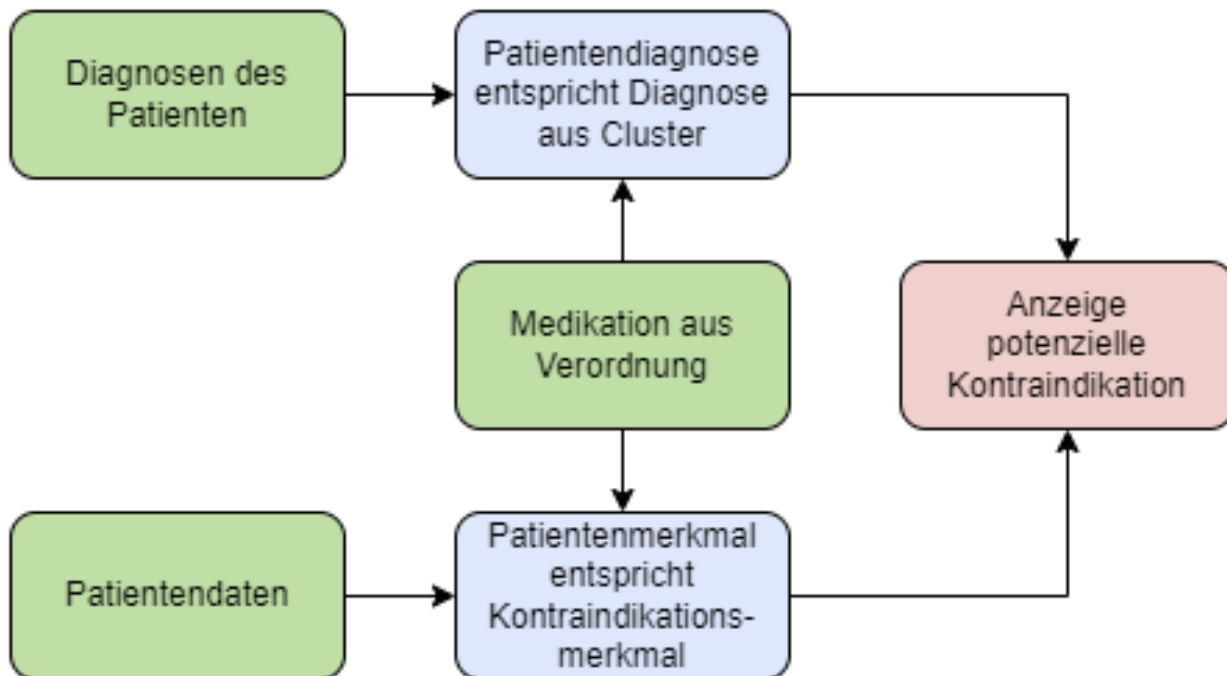 Diagnosen des
Patienten
Patientendiagnose
entspricht Diagnose
aus Cluster
Medikation aus
Verordnung
Anzeige
potenzielle
Kontraindikation
Patientendaten
Patientenmerkmal
entspricht
Kontraindikations-
merkmal